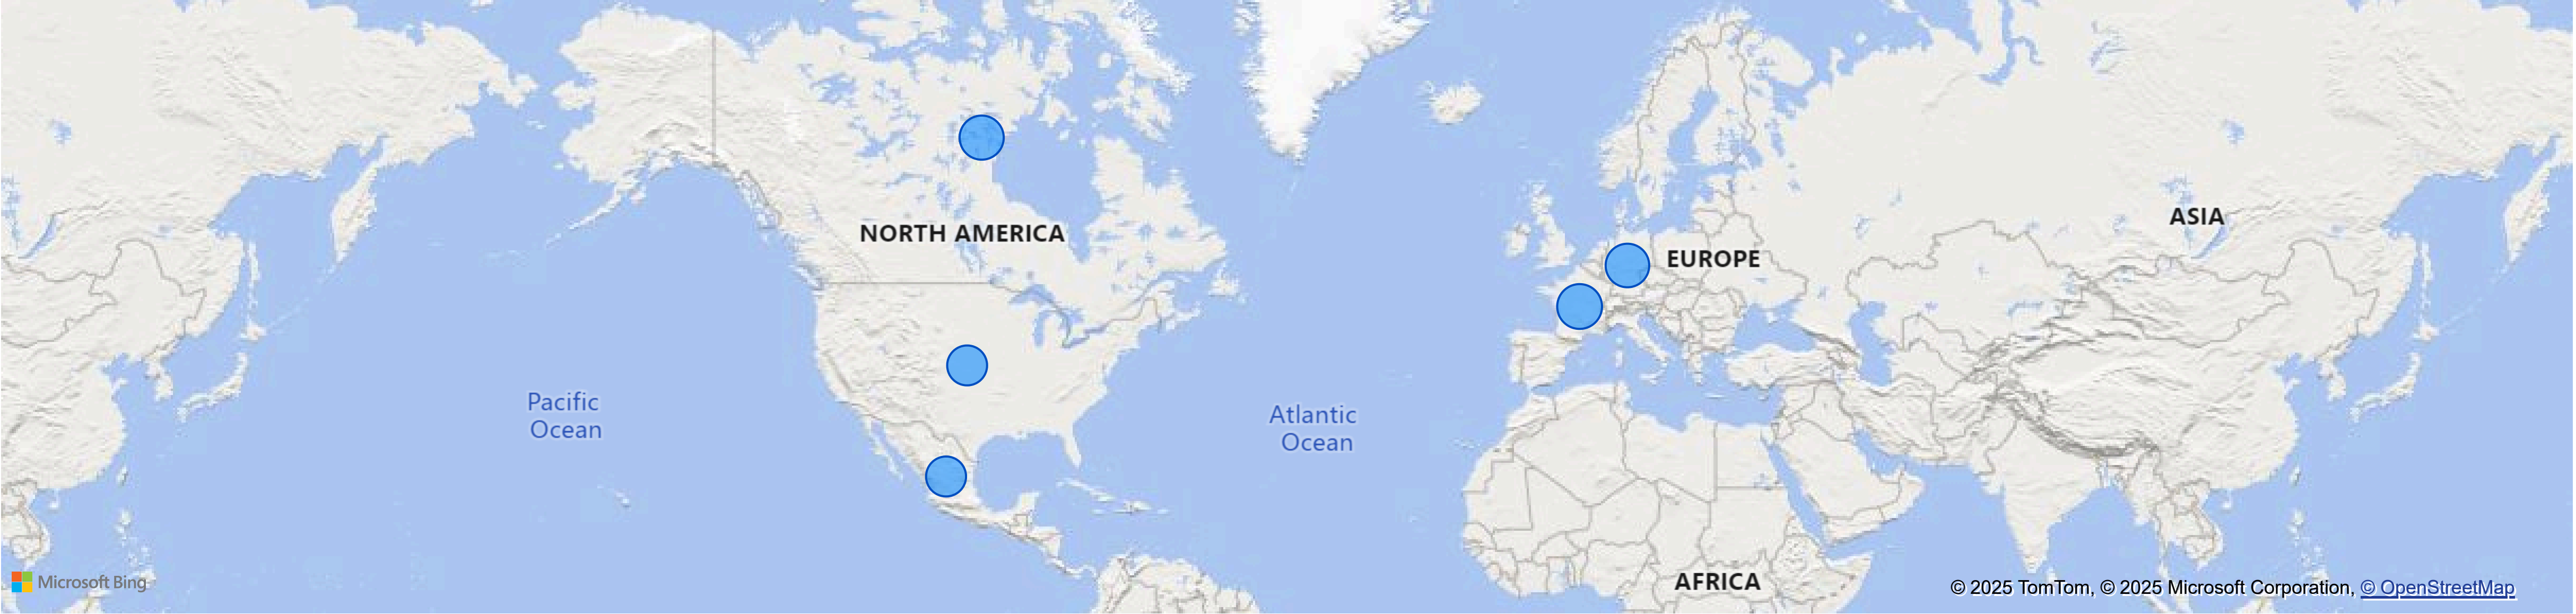 NORTH AMERICA
ASIA
EUROPE
Pacific
Ocean
Atlantic
Ocean
AFRICA
Microsoft Bing
© 2025 TomTom, © 2025 Microsoft Corporation, © OpenStreetMap